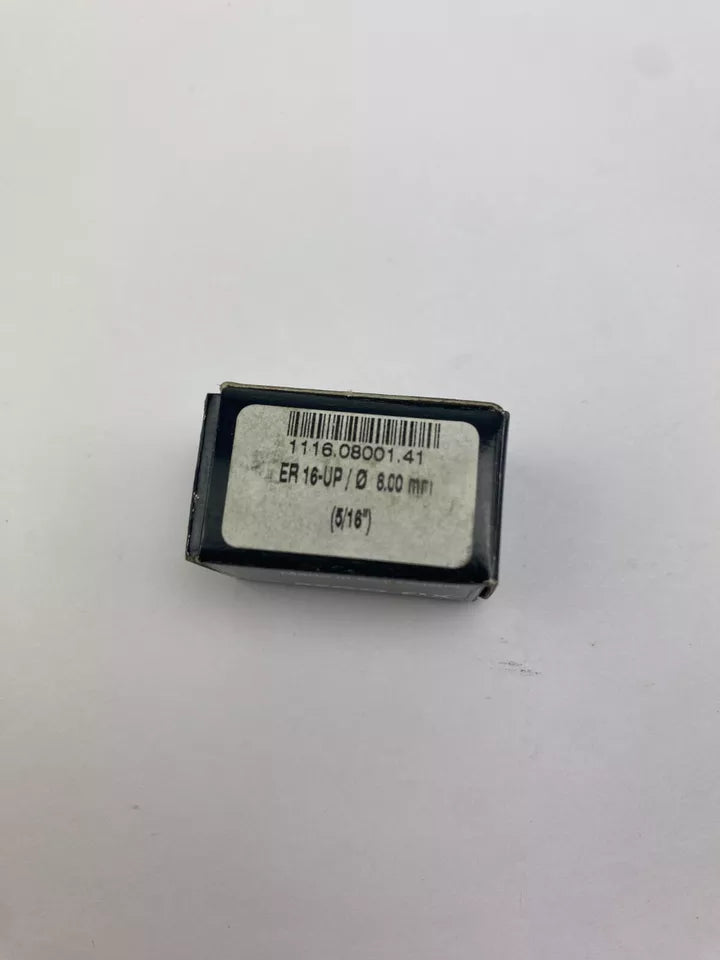 1116.08001.41
ER 16-UP / Ø 8.00 mm
(5/16")